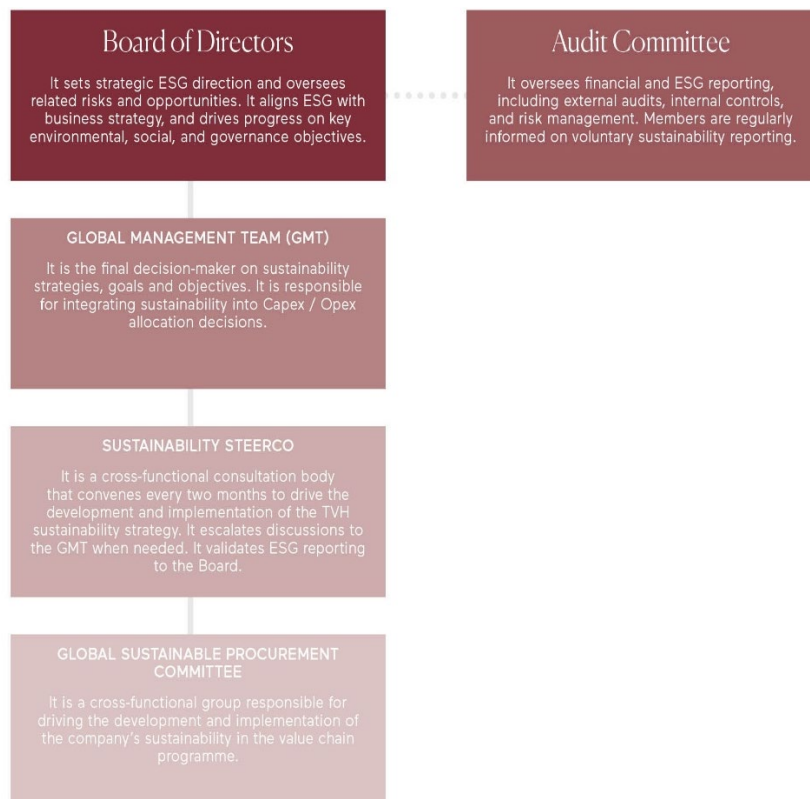 Board of Directors
It sets strategic ESG direction and oversees
related risks and opportunities. It aligns ESG with
business strategy, and drives progress on key
environmental, social, and governance objectives.
Audit Committee
It oversees financial and ESG reporting,
including external audits, internal controls,
and risk management. Members are regularly
informed on voluntary sustainability reporting.
GLOBAL MANAGEMENT TEAM (GMT)
It is the final decision-maker on sustainability
strategies, goals and objectives. It is responsible
for integrating sustainability into Capex / Opex
allocation decisions.
SUSTAINABILITY STEERCO
It is a cross-functional consultation body
that convenes every two months to drive the
development and implementation of the TVH
sustainability strategy. It escalates discussions to
the GMT when needed. It validates ESG reporting
to the Board.
GLOBAL SUSTAINABLE PROCUREMENT
COMMITTEE
It is a cross-functional group responsible for
driving the development and implementation of
the company's sustainability in the value chain
programme.